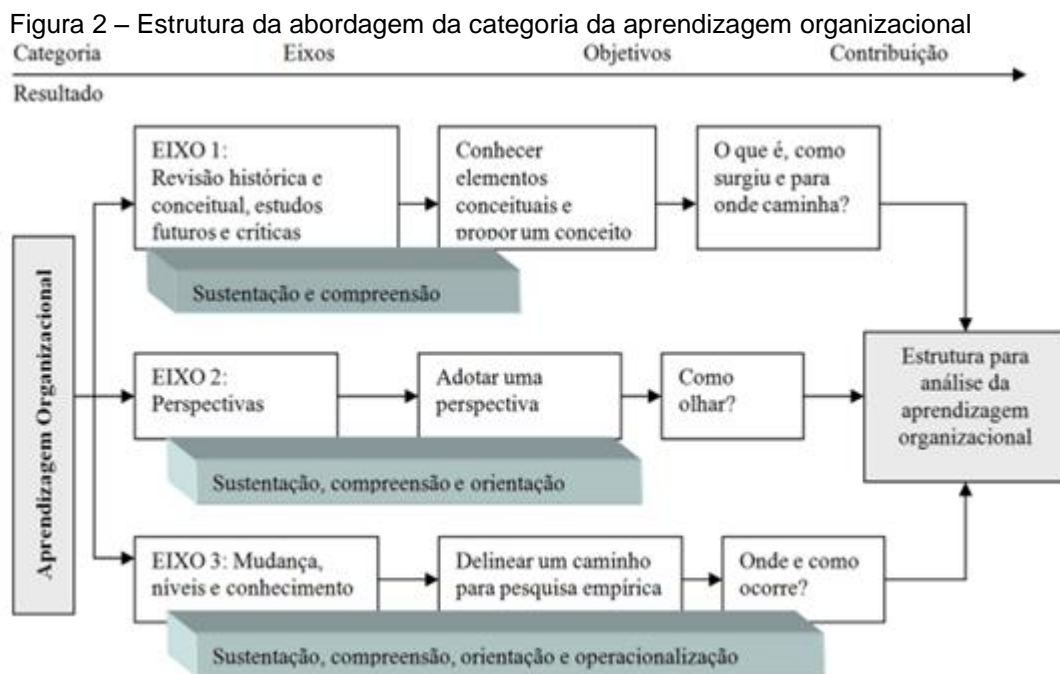 Figura 2 – Estrutura da abordagem da categoria da aprendizagem organizacional
Categoria Eixos Objetivos Contribuição
Resultado
Aprendizagem Organizacional
EIXO 1:
Revisão histórica e
conceitual, estudos
futuros e críticas
Conhecer
elementos
conceituais e
propor um conceito
O que é, como
surgiu e para
onde caminha?
Sustentação e compreensão
EIXO 2:
Perspectivas
Adotar uma
perspectiva
Como
olhar?
Sustentação, compreensão e orientação
EIXO 3: Mudança,
níveis e conhecimento
Delinear um caminho
para pesquisa empírica
Onde e como
ocorre?
Sustentação, compreensão, orientação e operacionalização
Estrutura para
análise da
aprendizagem
organizacional